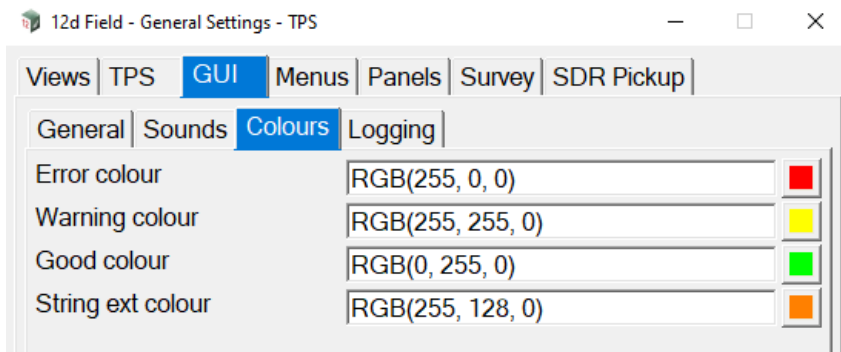 12d Field - General Settings - TPS
Views TPS GUI Menus Panels Survey SDR Pickup
General Sounds Colours Logging
Error colour RGB(255, 0, 0)
Warning colour RGB(255, 255, 0)
Good colour RGB(0, 255, 0)
String ext colour RGB(255, 128, 0)